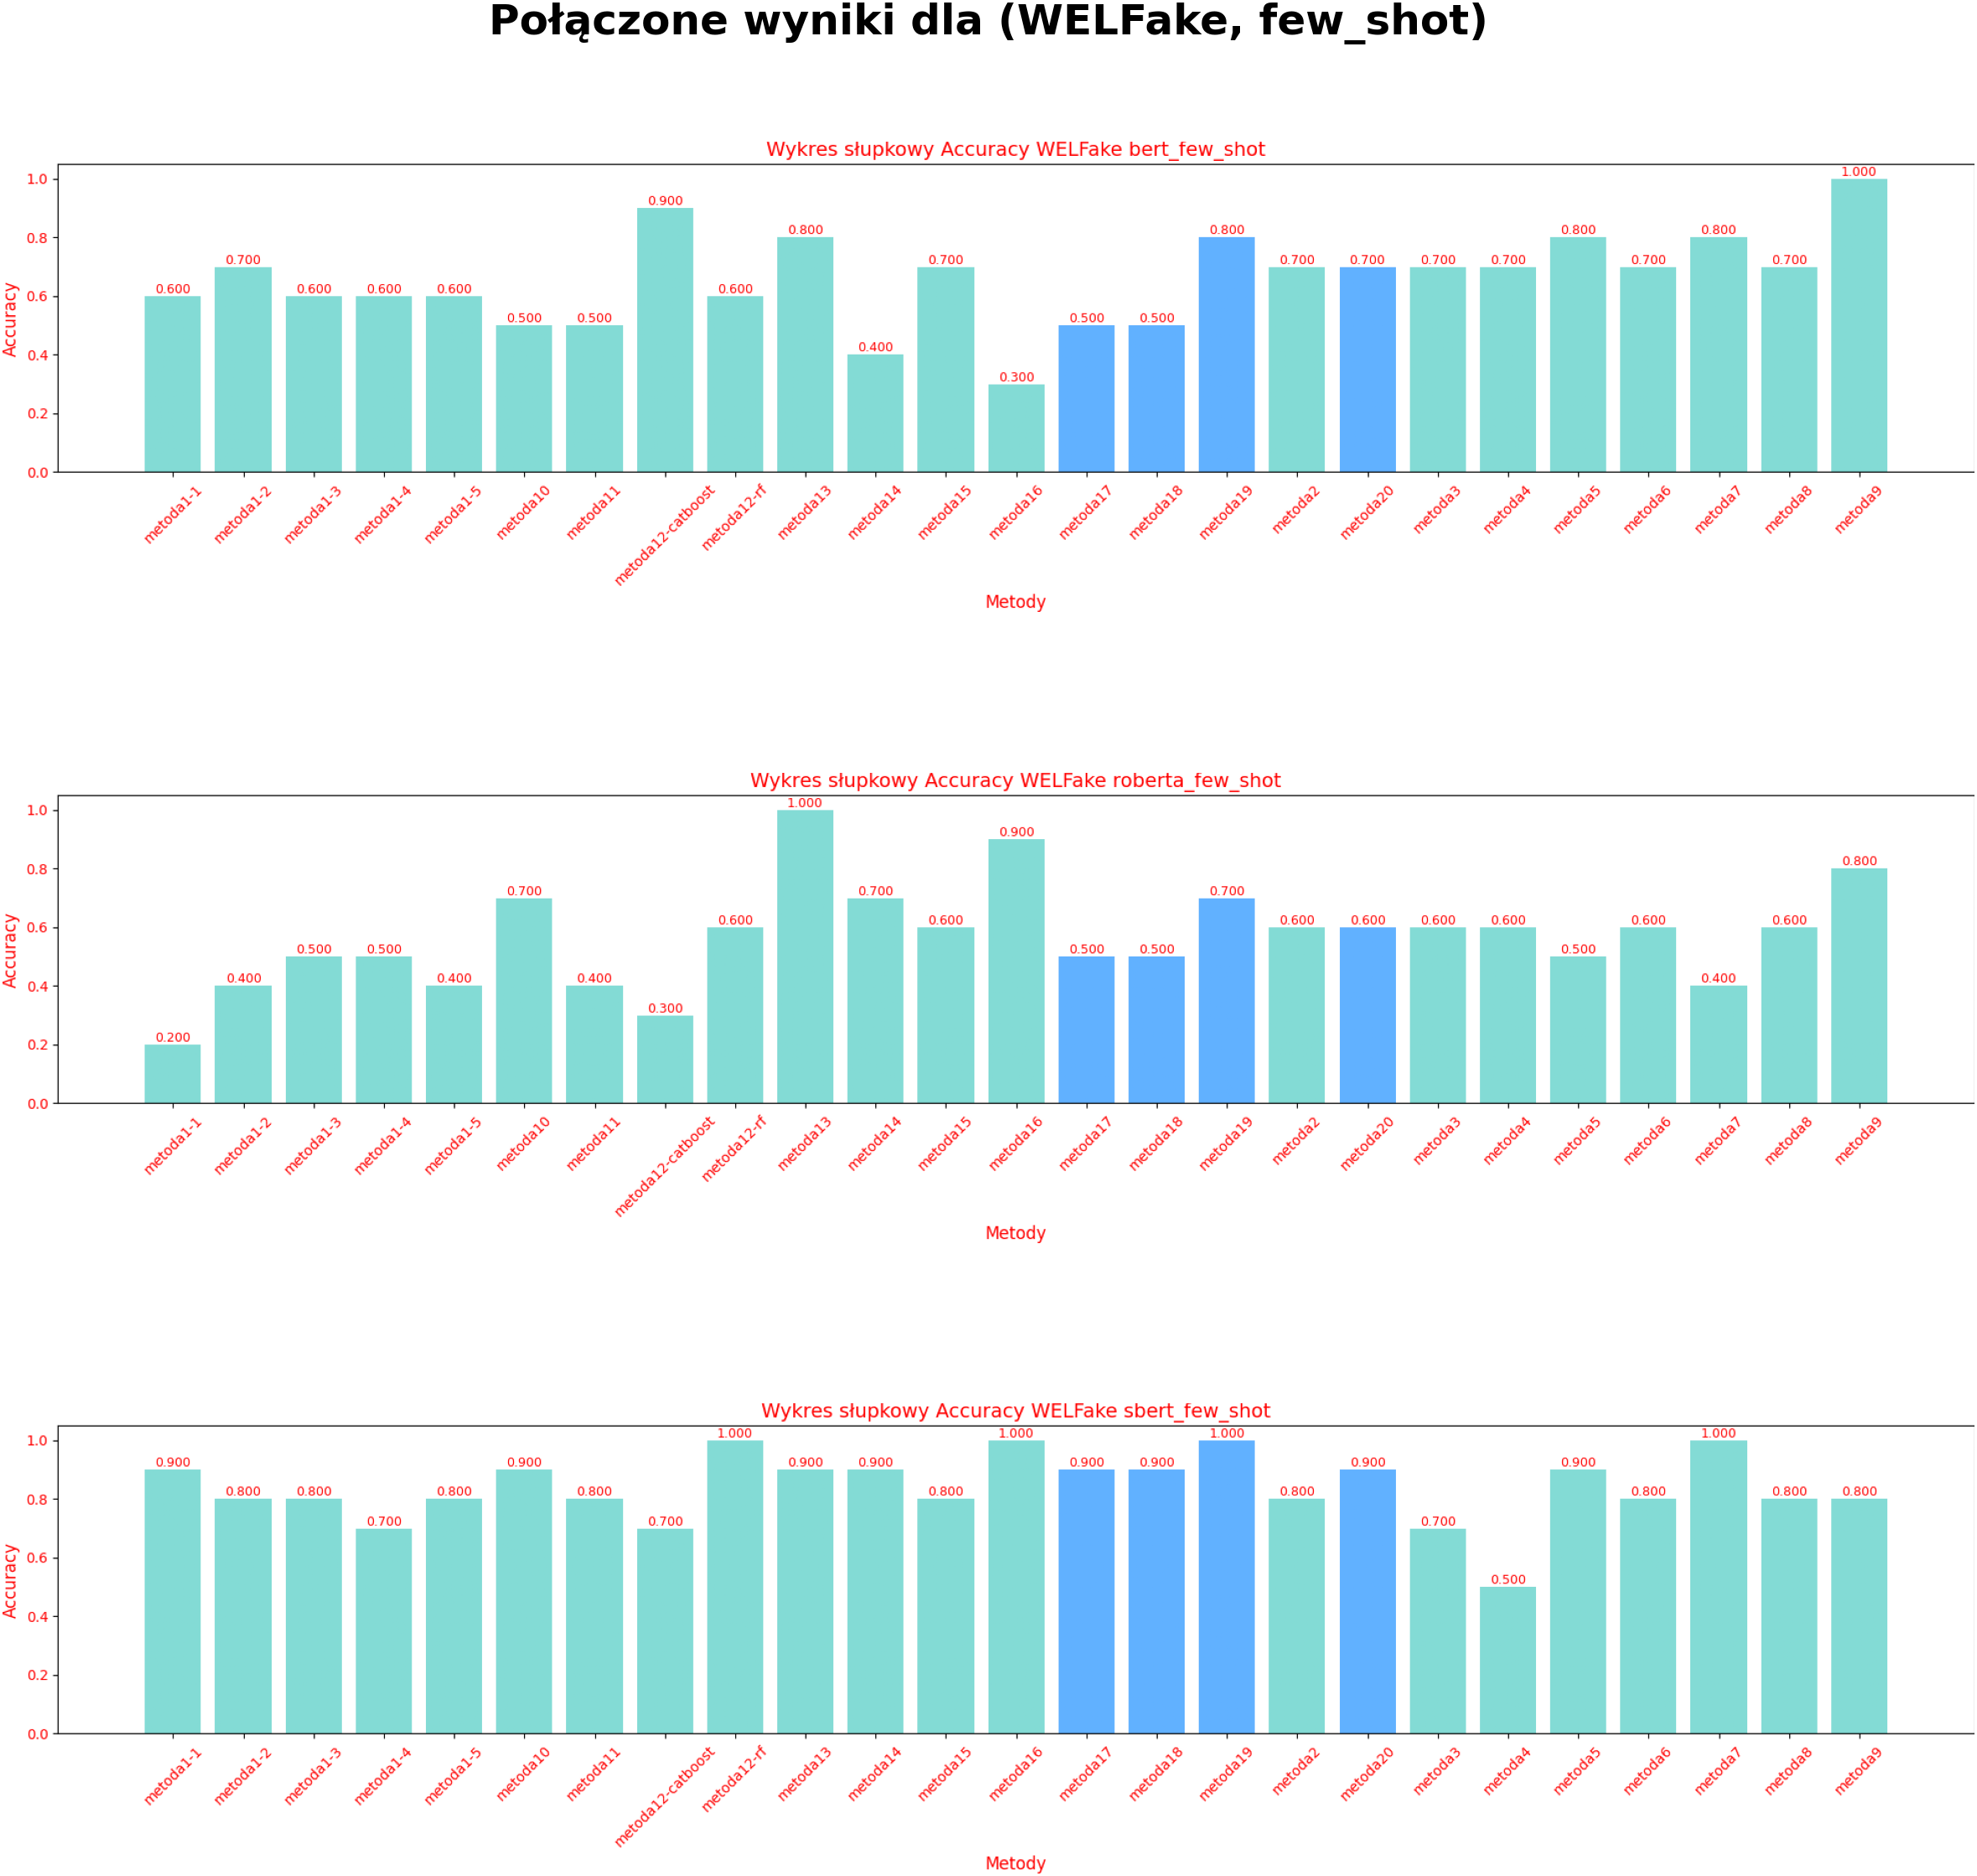 Połączone wyniki dla (WELFake, few_shot)
Wykres słupkowy Accuracy WELFake bert_few_shot
Accuracy
1.0
0.8
0.6
0.4
0.2
0.0
0.600 0.700 0.600 0.600 0.600 0.500 0.500 0.900 0.600 0.800 0.400 0.700 0.300 0.500 0.500 0.800 0.700 0.700 0.700 0.700 0.800 0.700 0.800 0.700 1.000
metoda1-1 metoda1-2 metoda1-3 metoda1-4 metoda1-5 metoda10 metoda11 metoda12-catboost metoda12-rf metoda13 metoda14 metoda15 metoda16 metoda17 metoda18 metoda19 metoda2 metoda20 metoda3 metoda4 metoda5 metoda6 metoda7 metoda8 metoda9
Metody
Wykres słupkowy Accuracy WELFake roberta_few_shot
Accuracy
1.0
0.8
0.6
0.4
0.2
0.0
0.200 0.400 0.500 0.500 0.400 0.700 0.400 0.300 0.600 1.000 0.700 0.600 0.900 0.500 0.500 0.700 0.600 0.600 0.600 0.600 0.500 0.600 0.400 0.600 0.800
metoda1-1 metoda1-2 metoda1-3 metoda1-4 metoda1-5 metoda10 metoda11 metoda12-catboost metoda12-rf metoda13 metoda14 metoda15 metoda16 metoda17 metoda18 metoda19 metoda2 metoda20 metoda3 metoda4 metoda5 metoda6 metoda7 metoda8 metoda9
Metody
Wykres słupkowy Accuracy WELFake sbert_few_shot
Accuracy
1.0
0.8
0.6
0.4
0.2
0.0
0.900 0.800 0.800 0.700 0.800 0.900 0.800 0.700 1.000 0.900 0.900 0.800 1.000 0.900 0.900 1.000 0.800 0.900 0.700 0.500 0.900 0.800 1.000 0.800 0.800
metoda1-1 metoda1-2 metoda1-3 metoda1-4 metoda1-5 metoda10 metoda11 metoda12-catboost metoda12-rf metoda13 metoda14 metoda15 metoda16 metoda17 metoda18 metoda19 metoda2 metoda20 metoda3 metoda4 metoda5 metoda6 metoda7 metoda8 metoda9
Metody